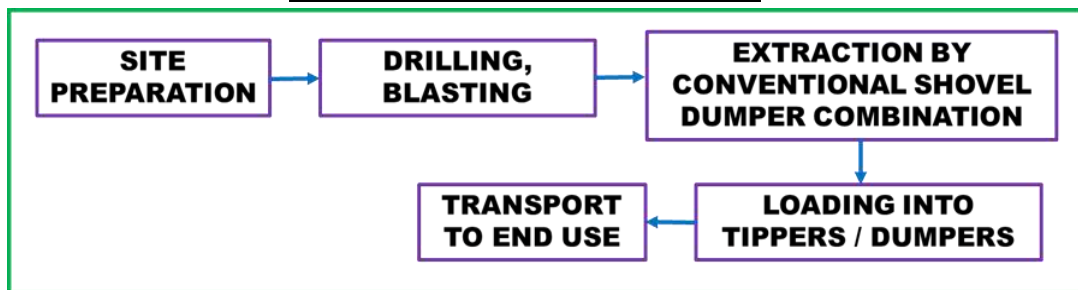 SITE
PREPARATION
DRILLING,
BLASTING
EXTRACTION BY
CONVENTIONAL SHOVEL
DUMPER COMBINATION
LOADING INTO
TIPPERS / DUMPERS
TRANSPORT
TO END USE